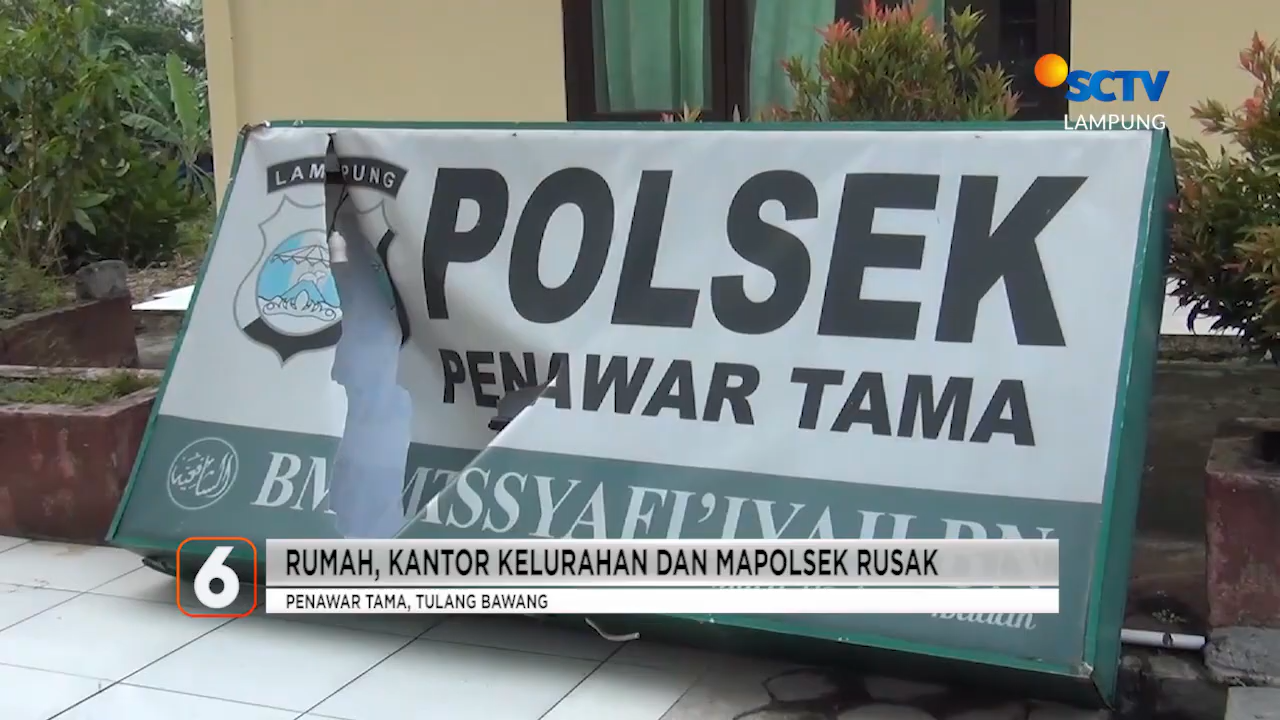 SCTV
LAMPUNG
LAMPUNG
POLSEK
PENAWAR TAMA
6
RUMAH, KANTOR KELURAHAN DAN MAPOLSEK RUSAK
PENAWAR TAMA, TULANG BAWANG